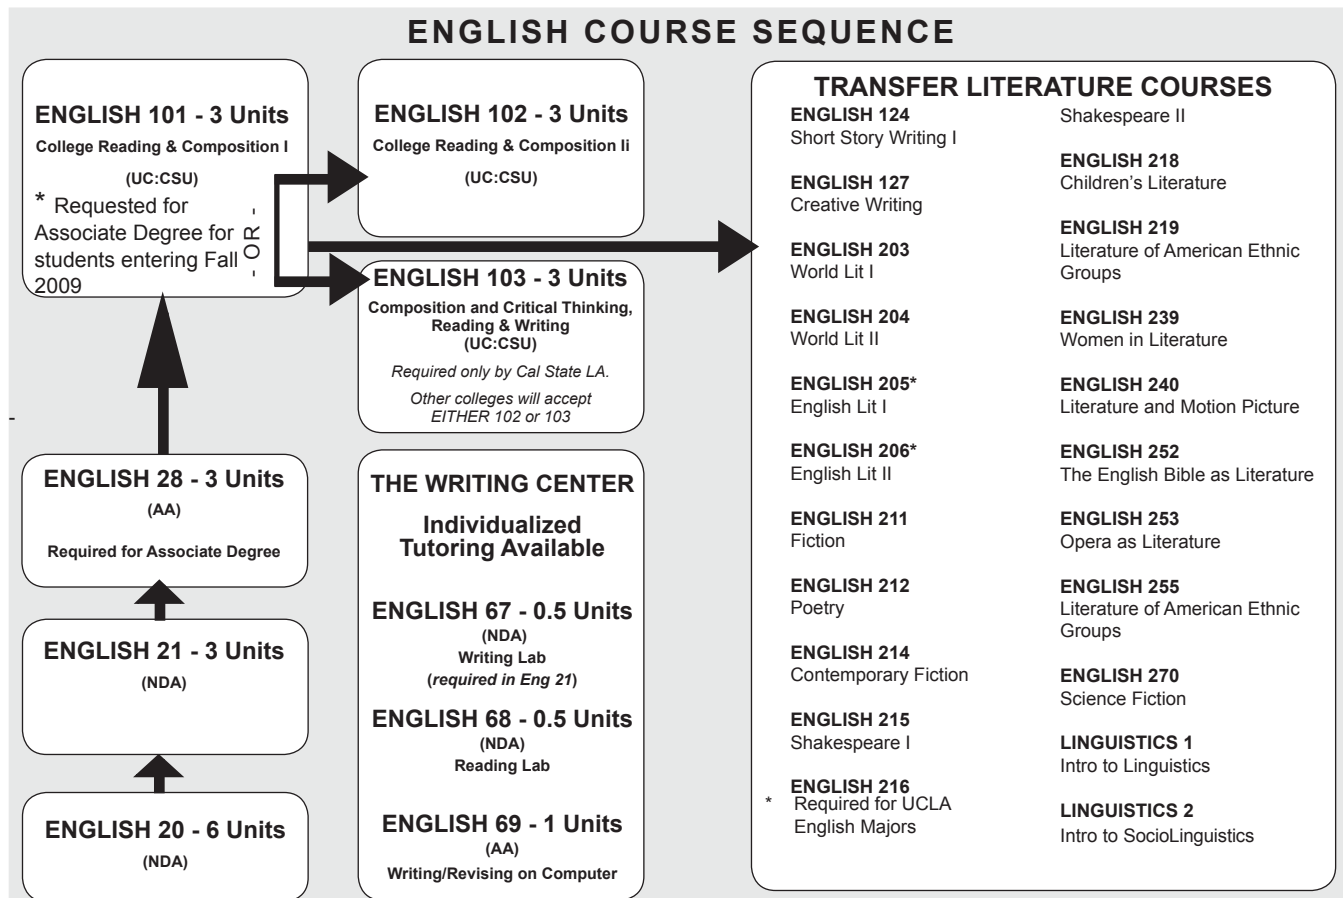 ENGLISH COURSE SEQUENCE
ENGLISH 101 - 3 Units
College Reading & Composition I
(UC:CSU)
* Requested for
Associate Degree for
students entering Fall
2009
- OR -
ENGLISH 28 - 3 Units
(AA)
Required for Associate Degree
ENGLISH 21 - 3 Units
(NDA)
ENGLISH 20 - 6 Units
(NDA)
ENGLISH 102 - 3 Units
College Reading & Composition Ii
(UC:CSU)
ENGLISH 103 - 3 Units
Composition and Critical Thinking,
Reading & Writing
(UC:CSU)
Required only by Cal State LA.
Other colleges will accept
EITHER 102 or 103
THE WRITING CENTER
Individualized
Tutoring Available
ENGLISH 67 - 0.5 Units
(NDA)
Writing Lab
(required in Eng 21)
ENGLISH 68 - 0.5 Units
(NDA)
Reading Lab
ENGLISH 69 - 1 Units
(AA)
Writing/Revising on Computer
TRANSFER LITERATURE COURSES
ENGLISH 124
Short Story Writing I
ENGLISH 127
Creative Writing
ENGLISH 203
World Lit I
ENGLISH 204
World Lit II
ENGLISH 205*
English Lit I
ENGLISH 206*
English Lit II
ENGLISH 211
Fiction
ENGLISH 212
Poetry
ENGLISH 214
Contemporary Fiction
ENGLISH 215
Shakespeare I
ENGLISH 216
* Required for UCLA
English Majors
Shakespeare II
ENGLISH 218
Children's Literature
ENGLISH 219
Literature of American Ethnic
Groups
ENGLISH 239
Women in Literature
ENGLISH 240
Literature and Motion Picture
ENGLISH 252
The English Bible as Literature
ENGLISH 253
Opera as Literature
ENGLISH 255
Literature of American Ethnic
Groups
ENGLISH 270
Science Fiction
LINGUISTICS 1
Intro to Linguistics
LINGUISTICS 2
Intro to SocioLinguistics
-